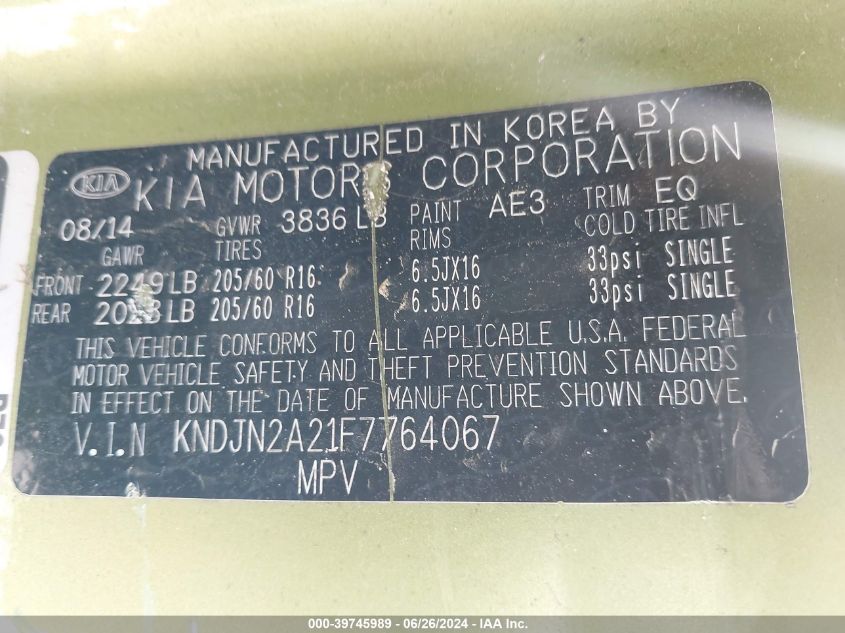 MANUFACTURED IN KOREA BY
KIA KIA MOTORS CORPORATION
08/14 GVWR 3836 LB PAINT AE3 TRIM EQ
GAWR TIRES RIMS COLD TIRE INFL
FRONT 2249 LB 205/60 R16 6.5JX16 33psi SINGLE
REAR LB 205/60 R16 6.5JX16 33psi SINGLE
THIS VEHICLE CONFORMS TO ALL APPLICABLE U.S.A. FEDERAL
MOTOR VEHICLE SAFETY AND THEFT PREVENTION STANDARDS
IN EFFECT ON THE DATE OF MANUFACTURE SHOWN ABOVE.
V.I.N KNDJN2A21F7764067
MPV
000-39745989 - 06/26/2024 - IAA Inc.